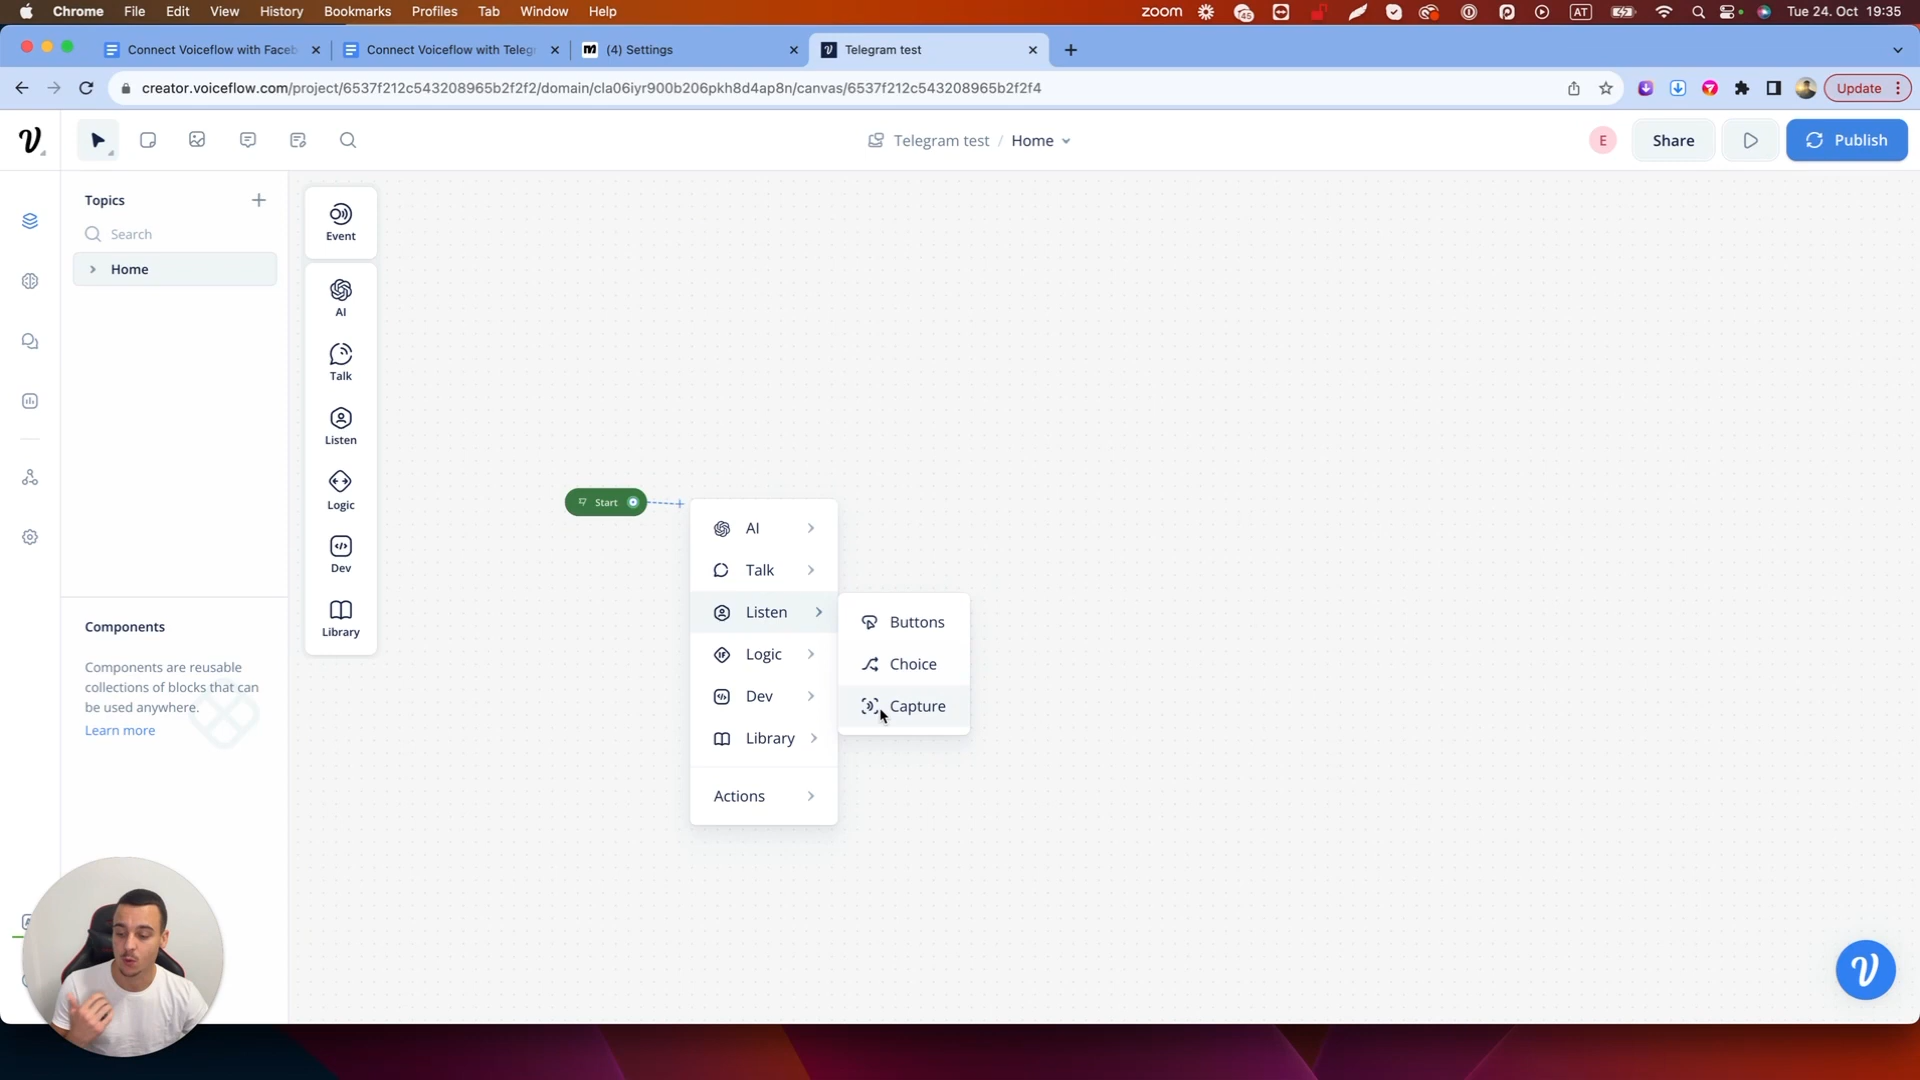 Chrome File Edit View History Bookmarks Profiles Tab Window Help
zoom 45 AT Tue 24. Oct 19:35
Connect Voiceflow with Faceb
Connect Voiceflow with Telegr
(4) Settings
Telegram test
creator.voiceflow.com/project/6537f212c543208965b2f2f2/domain/cla06iyr900b206pkh8d4ap8n/canvas/6537f212c543208965b2f2f4
Update
Telegram test / Home
E
Share
Publish
Topics
Search
Home
Event
AI
Talk
Listen
Logic
Dev
Library
Start
AI
Talk
Listen
Logic
Dev
Library
Actions
Buttons
Choice
Capture
Components
Components are reusable
collections of blocks that can
be used anywhere.
Learn more